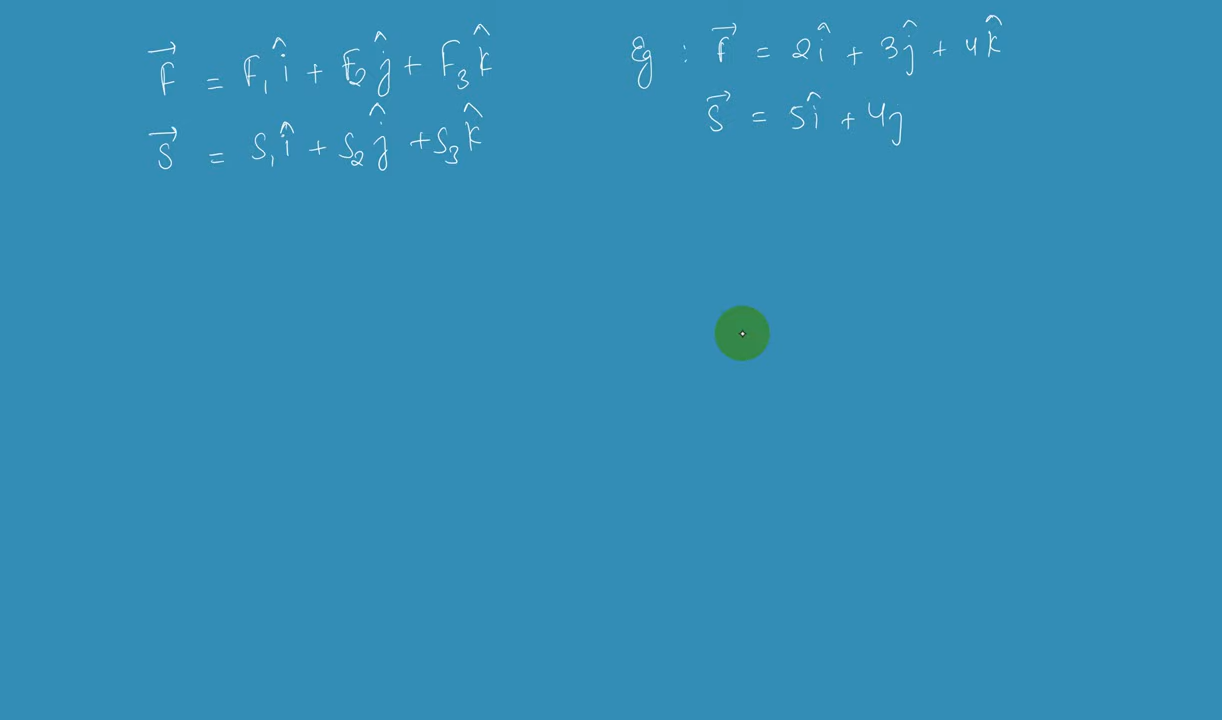 F⃗ = F₁î + F₂ĵ + F₃k̂
S⃗ = S₁î + S₂ĵ + S₃k̂
Eg : F⃗ = 2î + 3ĵ + 4k̂
S⃗ = 5î + 4j